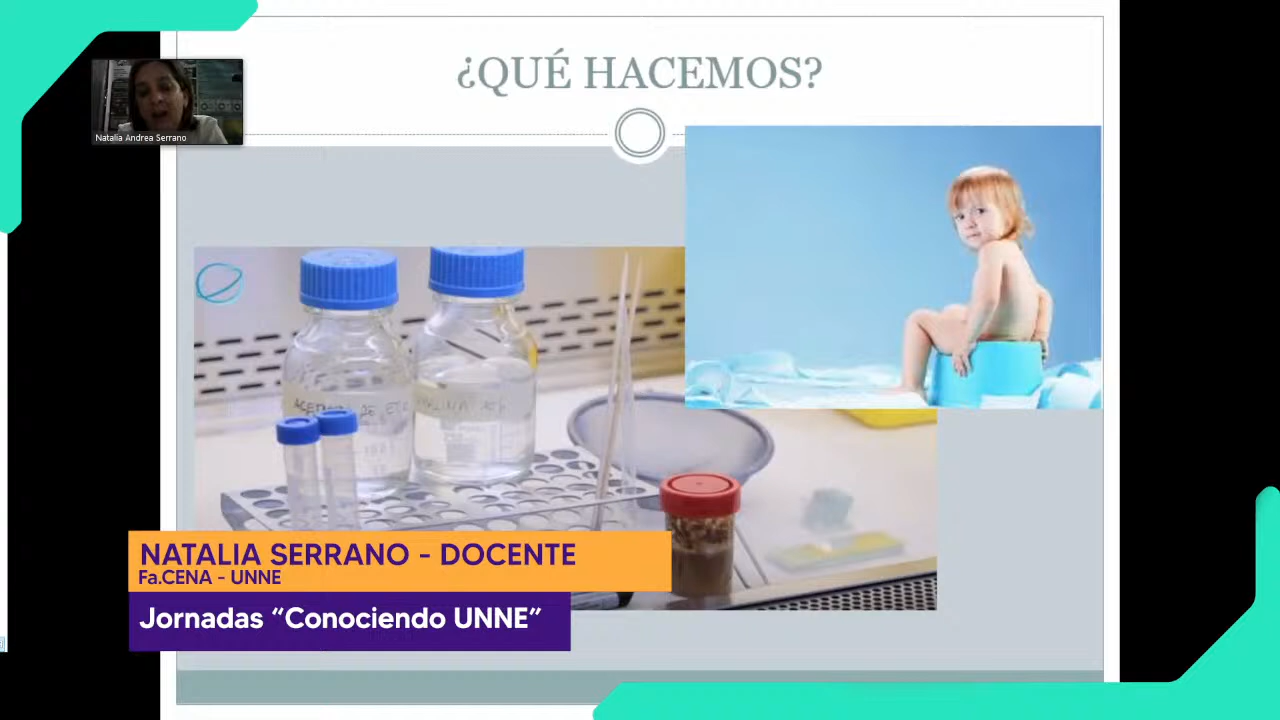 ¿QUÉ HACEMOS?
Natalia Andrea Serrano
NATALIA SERRANO - DOCENTE
Fa.CENA - UNNE
Jornadas “Conociendo UNNE”